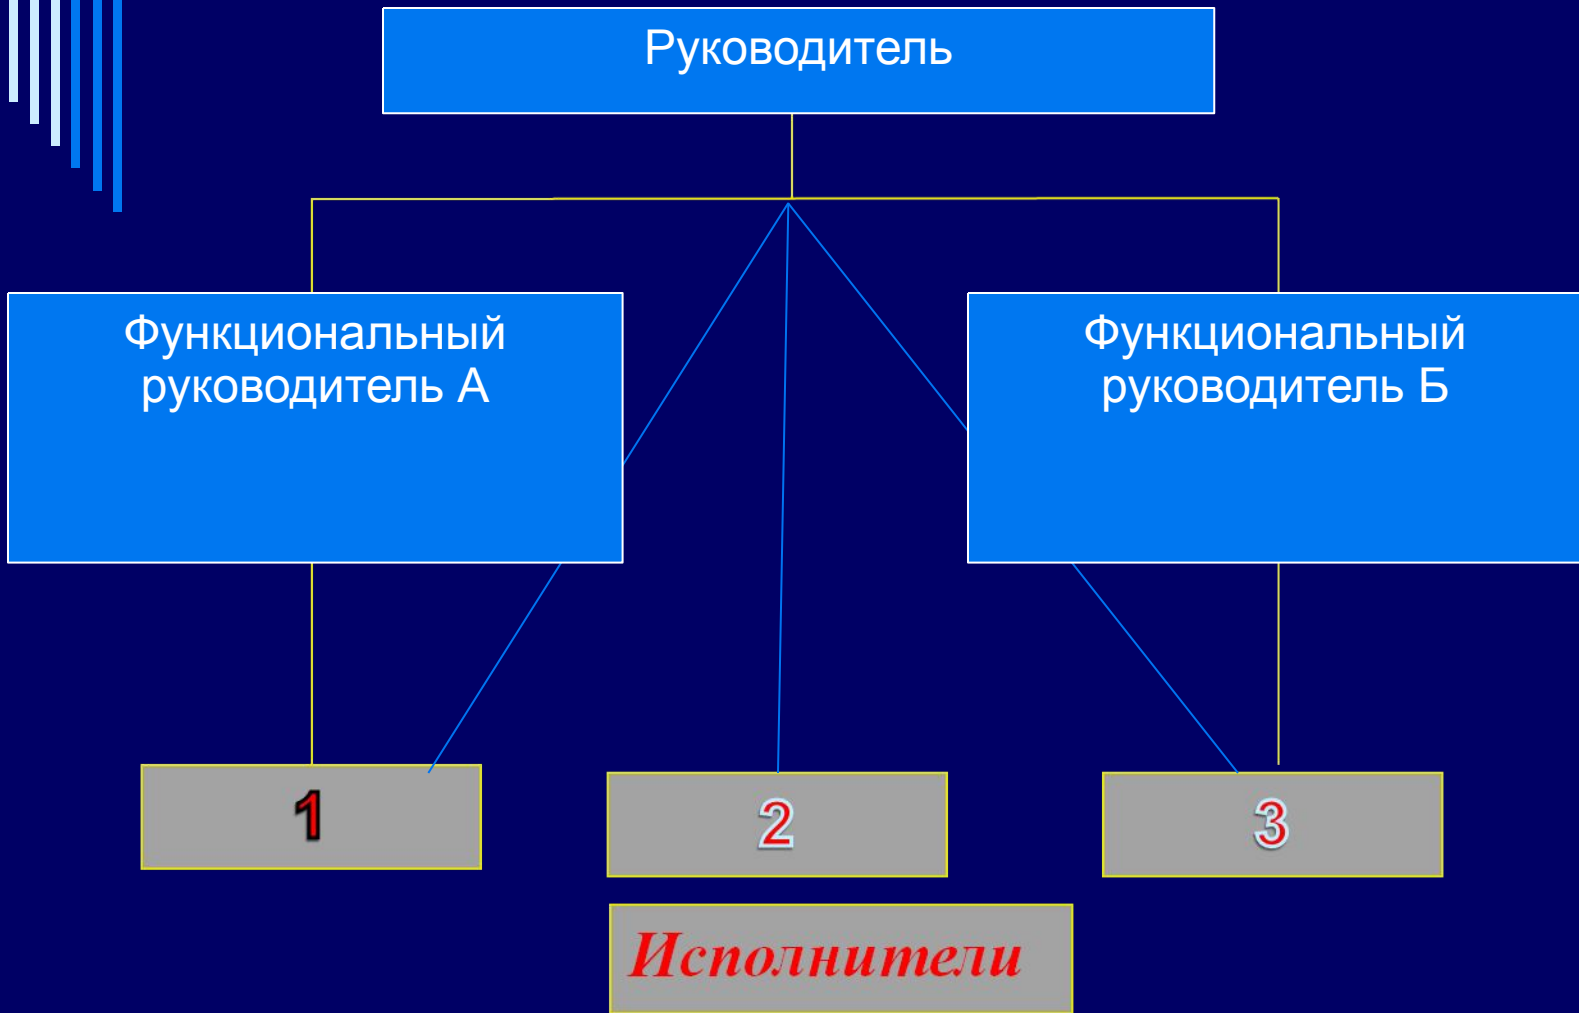 Руководитель
Функциональный
руководитель А
Функциональный
руководитель Б
1
2
3
Исполнители